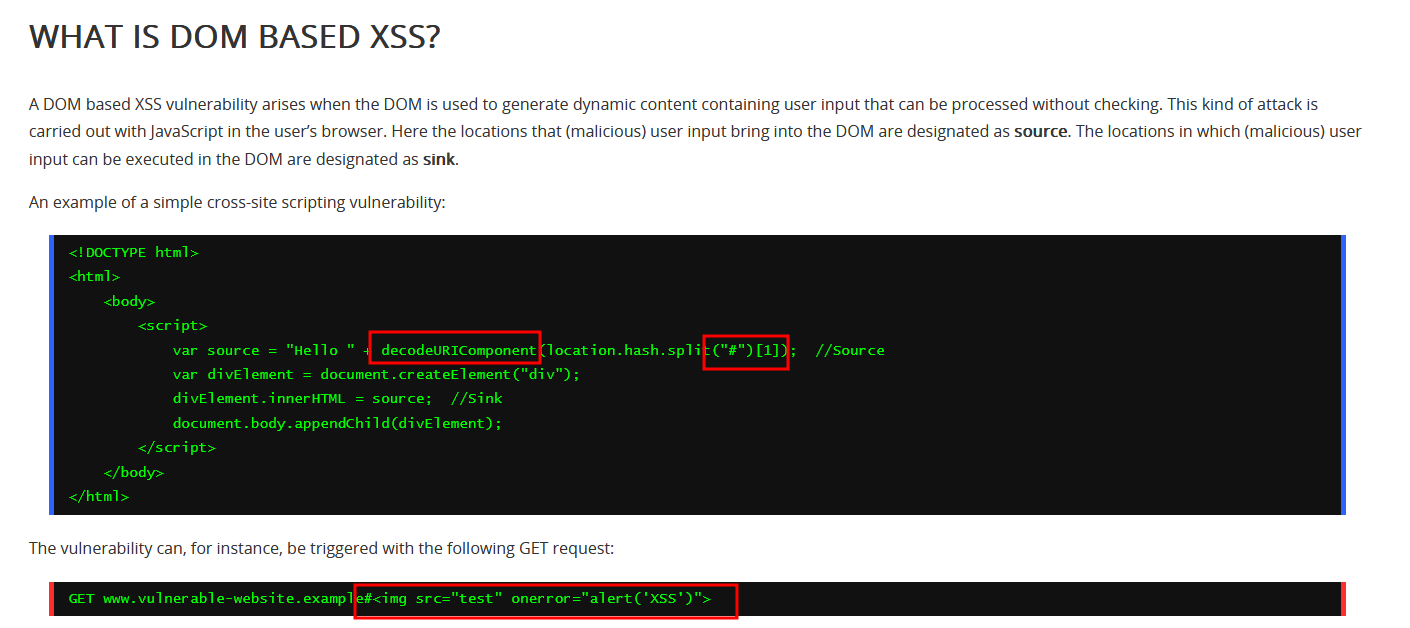 WHAT IS DOM BASED XSS?
A DOM based XSS vulnerability arises when the DOM is used to generate dynamic content containing user input that can be processed without checking. This kind of attack is
carried out with JavaScript in the user’s browser. Here the locations that (malicious) user input bring into the DOM are designated as source. The locations in which (malicious) user
input can be executed in the DOM are designated as sink.
An example of a simple cross-site scripting vulnerability:
<!DOCTYPE html>
<html>
    <body>
        <script>
            var source = "Hello " + decodeURIComponent(location.hash.split("#")[1]);  //Source
            var divElement = document.createElement("div");
            divElement.innerHTML = source;  //Sink
            document.body.appendChild(divElement);
        </script>
    </body>
</html>
The vulnerability can, for instance, be triggered with the following GET request:
GET www.vulnerable-website.example#<img src="test" onerror="alert('XSS')">